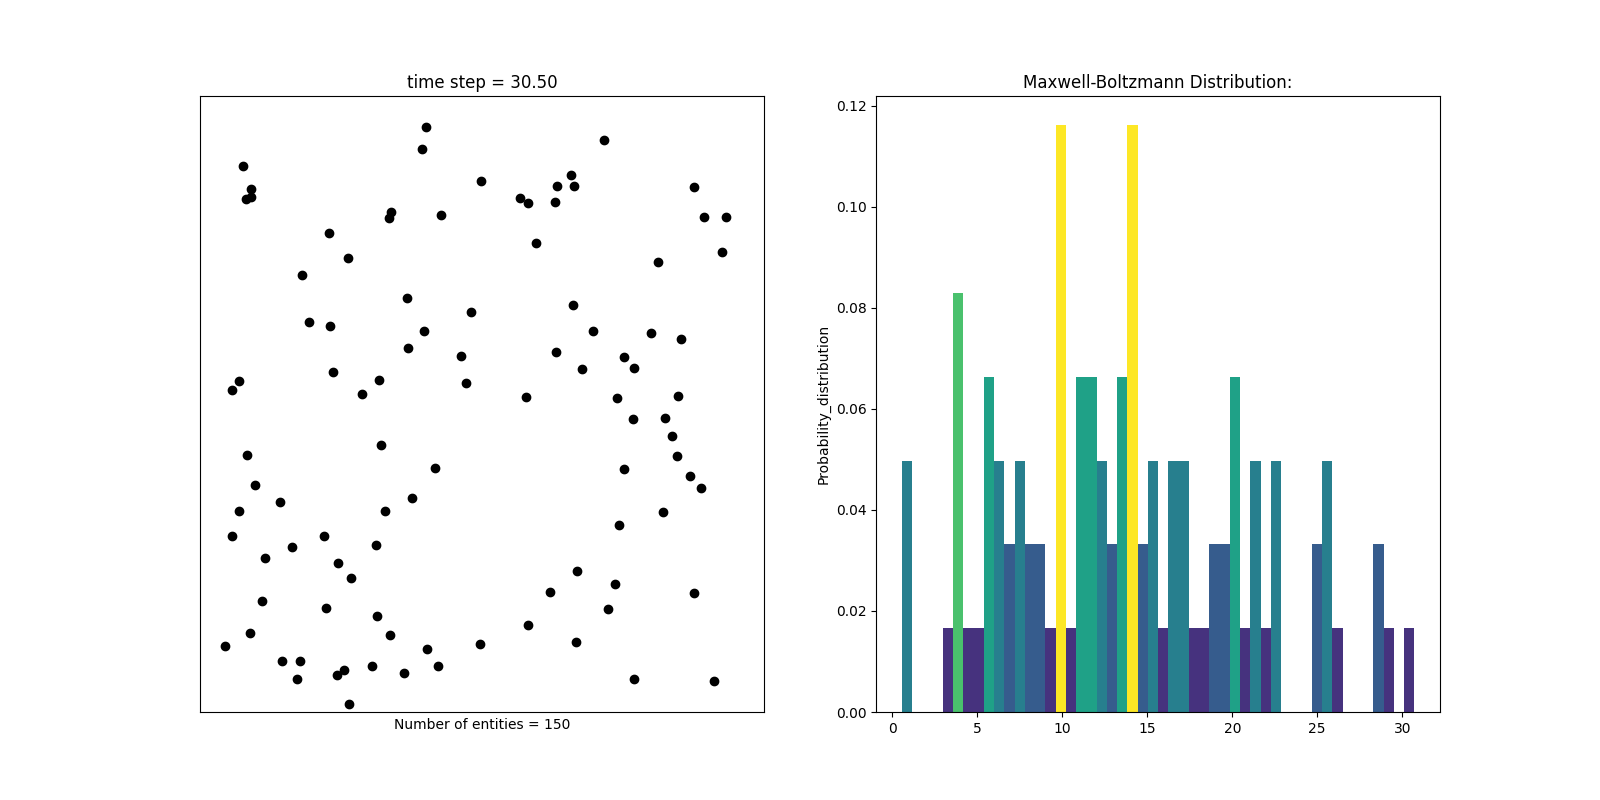 time step = 30.50
Number of entities = 150
Maxwell-Boltzmann Distribution:
Probability_distribution
0.12
0.10
0.08
0.06
0.04
0.02
0.00
0 5 10 15 20 25 30